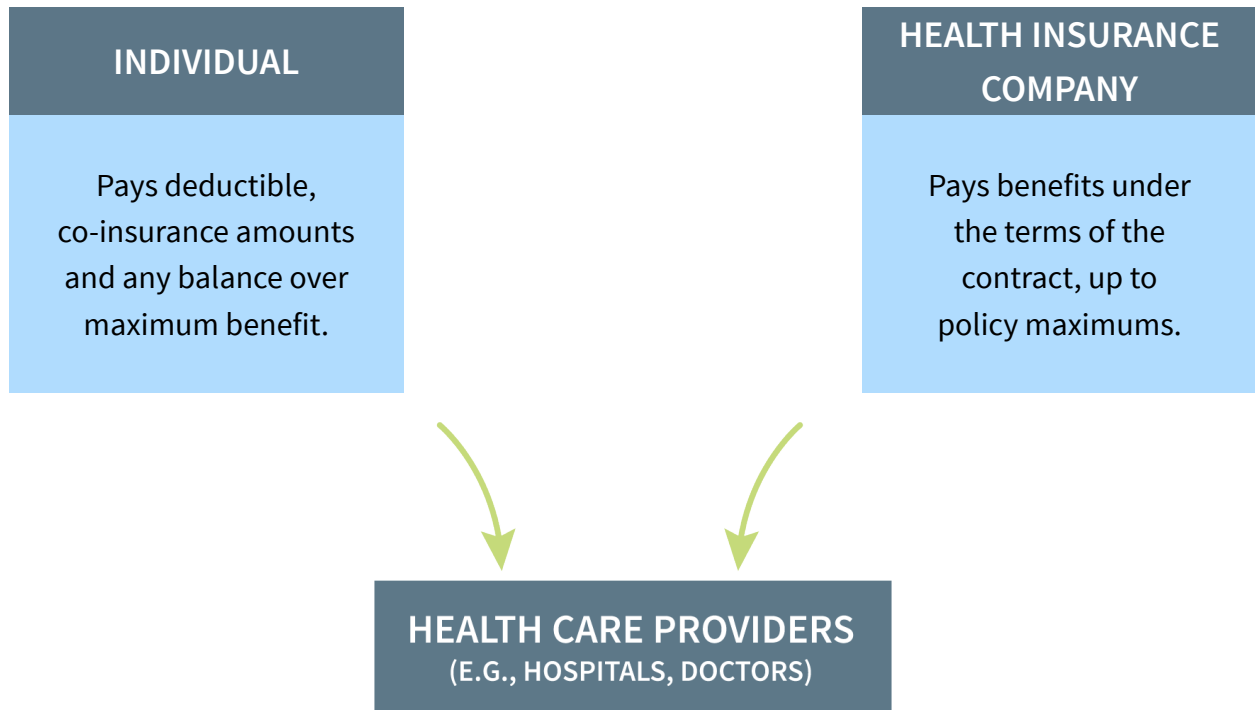 INDIVIDUAL
Pays deductible,
co-insurance amounts
and any balance over
maximum benefit.
HEALTH INSURANCE
COMPANY
Pays benefits under
the terms of the
contract, up to
policy maximums.
HEALTH CARE PROVIDERS
(E.G., HOSPITALS, DOCTORS)